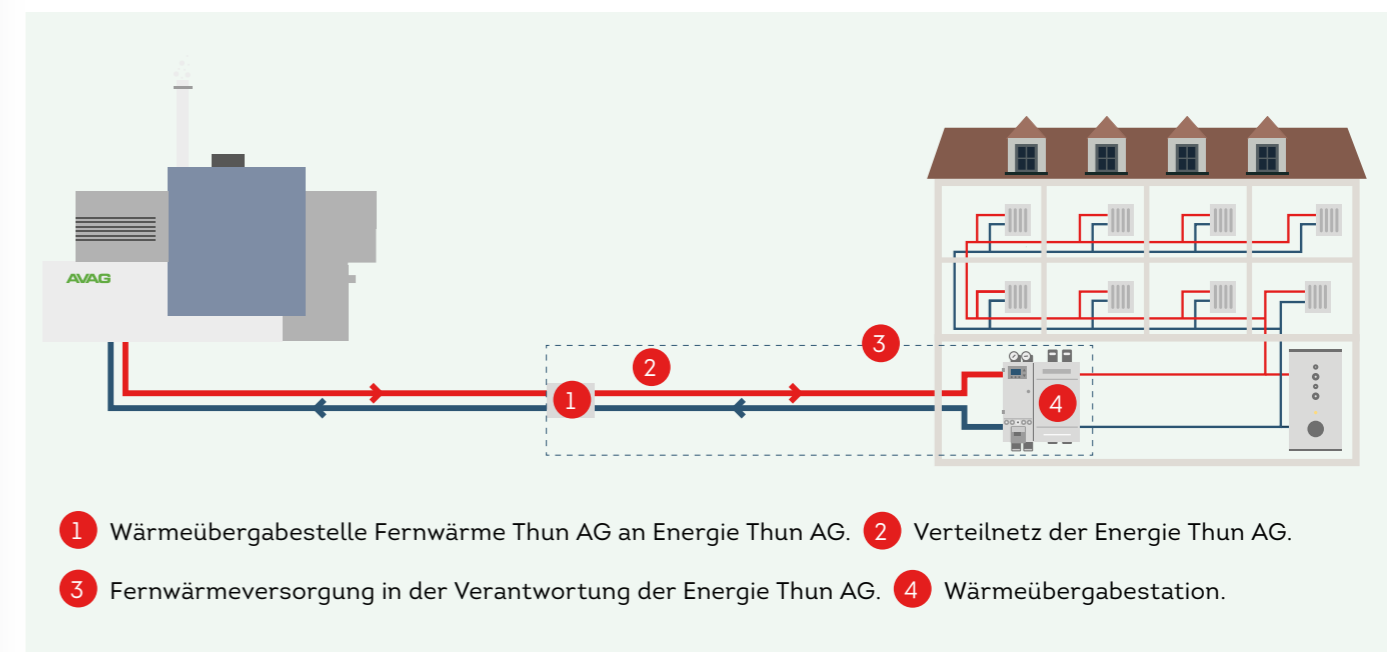 AVAG
3
2
1
4
1 Wärmeübergabestelle Fernwärme Thun AG an Energie Thun AG. 2 Verteilnetz der Energie Thun AG.
3 Fernwärmeversorgung in der Verantwortung der Energie Thun AG. 4 Wärmeübergabestation.